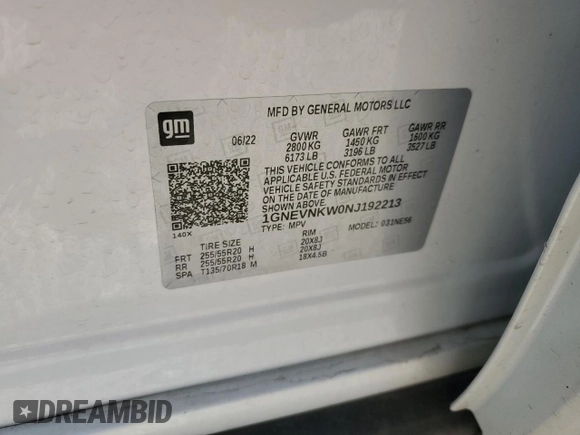 gm
MFD BY GENERAL MOTORS LLC
06/22 GVWR GAWR FRT GAWR RR
2800 KG 1450 KG 1600 KG
6173 LB 3196 LB 3527 LB
THIS VEHICLE CONFORMS TO ALL
APPLICABLE U.S. FEDERAL MOTOR
VEHICLE SAFETY STANDARDS IN EFFECT
ON THE DATE OF MANUFACTURE
1GNEVNKW0NJ192213
140X TYPE: MPV MODEL: 031NE56
TIRE SIZE RIM
FRT 255/55R20 H 20X8J
RR 255/55R20 H 20X8J
SPA T135/70R18 M 18X4.5B
DREAMBID